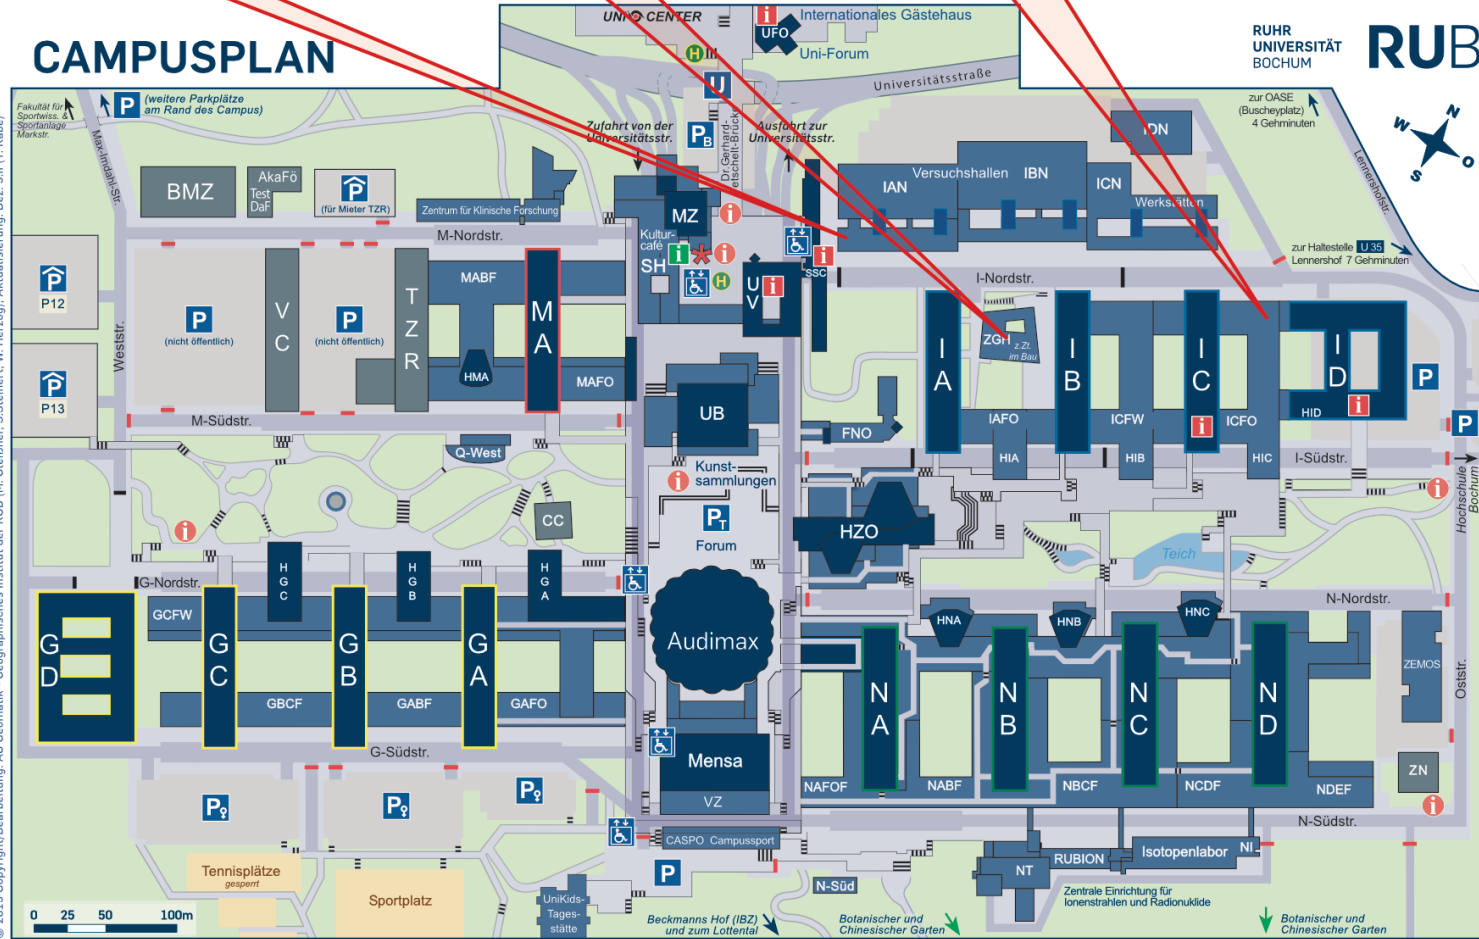 CAMPUSPLAN
UNI CENTER
Internationales Gästehaus
UFO
Uni-Forum
H
U
Universitätsstraße
RUHR
UNIVERSITÄT
BOCHUM
RUB
Fakultät für
Sportwiss. &
Sportanlage
Markstr.
P
(weitere Parkplätze
am Rand des Campus)
Max-Imdahl-Str.
Zufahrt von der
Universitätsstr.
PB
Dr.Gerhard-
Petschelt-Brücke
Ausfahrt zur
Universitätsstr.
zur OASE
(Buscheyplatz)
4 Gehminuten
N
W
O
S
Lennershofstr.
IDN
BMZ
AkaFö
Test
DaF
P
(für Mieter TZR)
Zentrum für Klinische Forschung
MZ
IAN
Versuchshallen
IBN
ICN
Werkstätten
M-Nordstr.
Kultur-
café
SH
H
UV
SSC
zur Haltestelle U 35
Lennershof 7 Gehminuten
I-Nordstr.
P
P12
P
P13
Weststr.
P
(nicht öffentlich)
VC
P
(nicht öffentlich)
TZR
MABF
HMA
MA
MAFO
IA
ZGH
z.Zt.
im Bau
IB
IC
ID
HID
P
P
UB
FNO
IAFO
ICFW
ICFO
HIA
HIB
HIC
M-Südstr.
I-Südstr.
Q-West
Kunst-
sammlungen
PT
Forum
CC
HZO
Teich
Hochschule
Bochum
G-Nordstr.
HGC
HGB
HGA
N-Nordstr.
GD
GCFW
GC
GB
GA
GBCF
GABF
GAFO
Audimax
HNA
HNB
HNC
NA
NB
NC
ND
ZEMOS
Oststr.
ZN
NAFOF
NABF
NBCF
NCDF
NDEF
G-Südstr.
Mensa
VZ
N-Südstr.
P
P
P
CASPO Campussport
P
N-Süd
NT
RUBION
Isotopenlabor
NI
Zentrale Einrichtung für
Ionenstrahlen und Radionuklide
Tennisplätze
gesperrt
Sportplatz
UniKids-
Tages-
stätte
Beckmanns Hof (IBZ)
und zum Lottental
Botanischer und
Chinesischer Garten
Botanischer und
Chinesischer Garten
0 25 50 100m